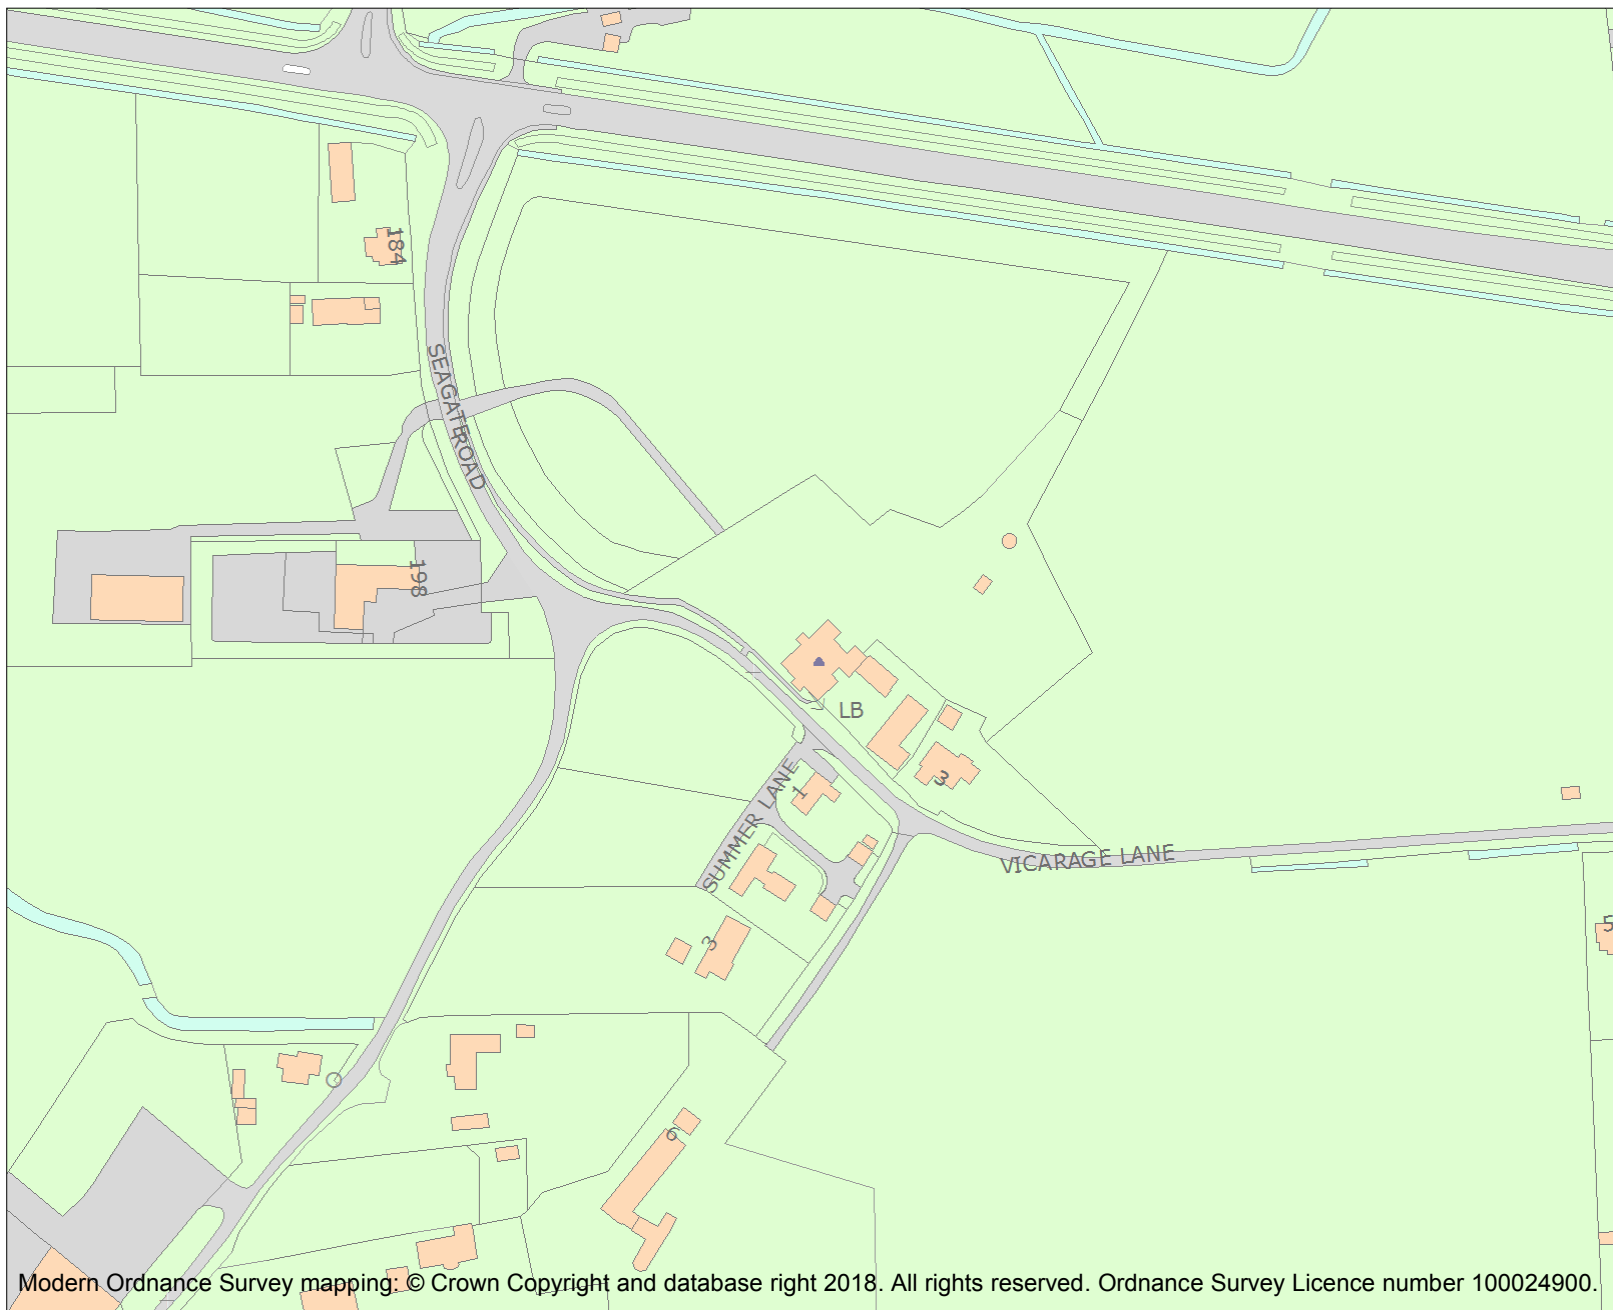 184
SEAGATE ROAD
198
LB
3
SUMMER LANE
1
VICARAGE LANE
3
5
6
Modern Ordnance Survey mapping: © Crown Copyright and database right 2018. All rights reserved. Ordnance Survey Licence number 100024900.